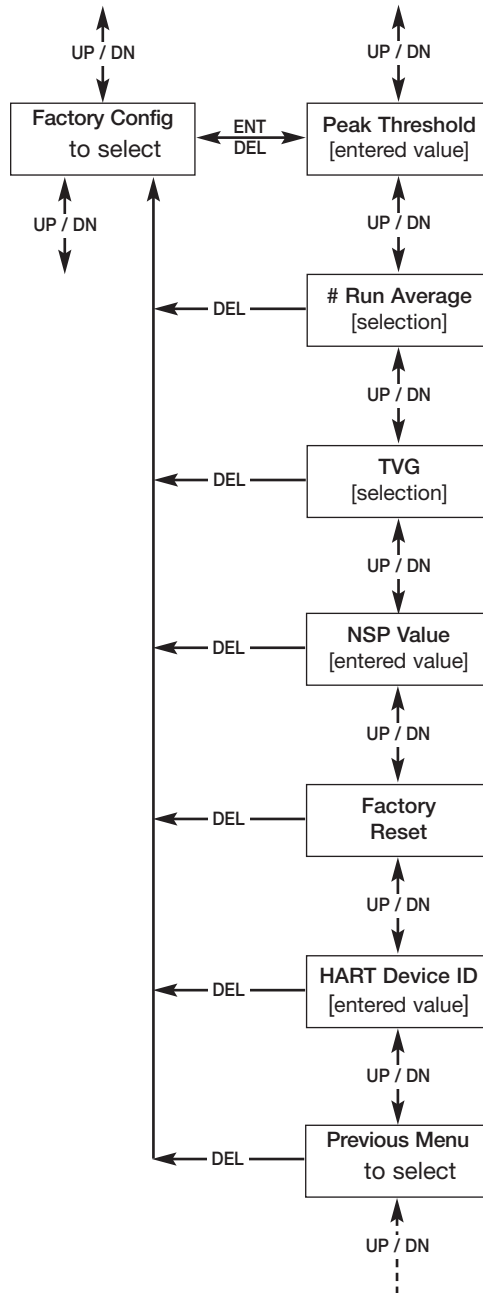 UP / DN
UP / DN
Factory Config
to select
ENT
DEL
Peak Threshold
[entered value]
UP / DN
UP / DN
# Run Average
[selection]
DEL
UP / DN
TVG
[selection]
DEL
UP / DN
NSP Value
[entered value]
DEL
UP / DN
Factory
Reset
DEL
UP / DN
HART Device ID
[entered value]
DEL
UP / DN
Previous Menu
to select
DEL
UP / DN